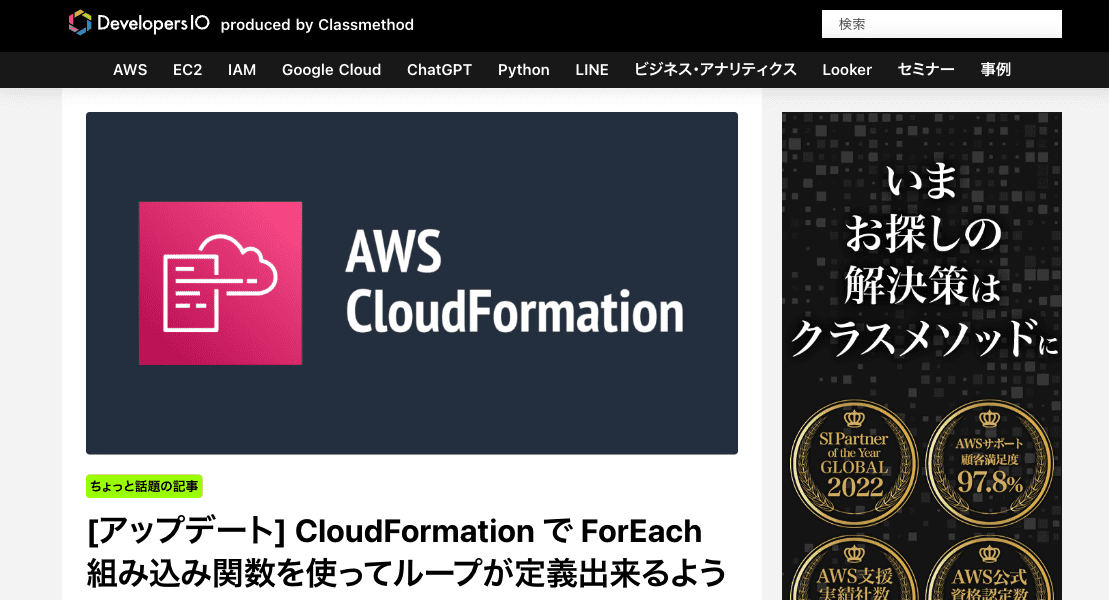 DevelopersIO produced by Classmethod
検索
AWS EC2 IAM Google Cloud ChatGPT Python LINE ビジネス・アナリティクス Looker セミナー 事例
AWS
CloudFormation
ちょっと話題の記事
[アップデート] CloudFormation で ForEach
組み込み関数を使ってループが定義出来るよう
いま
お探しの
解決策は
クラスメソッドに
SI Partner
of the Year
GLOBAL
2022
AWSサポート
顧客満足度
97.8%
AWS支援
実績社数
AWS公式
資格認定数